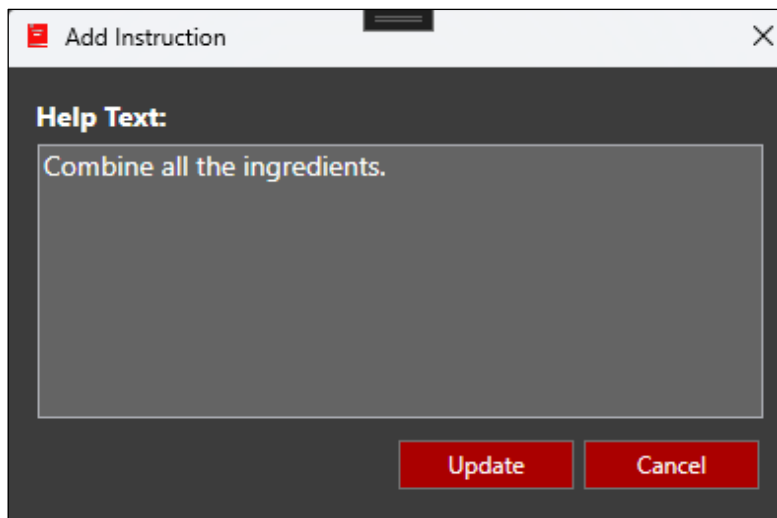 Add Instruction
Help Text:
Combine all the ingredients.
Update
Cancel